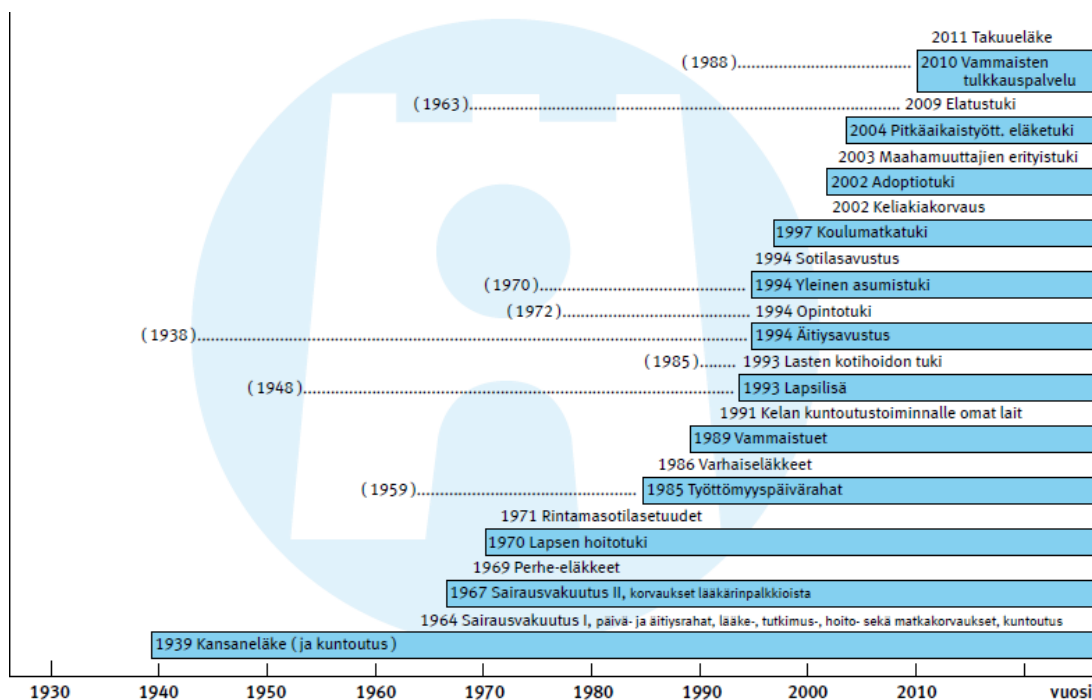 2011 Takuueläke
(1988) 2010 Vammaisten
tulkkauspalvelu
(1963) 2009 Elatustuki
2004 Pitkäaikaistyött. eläketuki
2003 Maahamuuttajien erityistuki
2002 Adoptiotuki
2002 Keliakiakorvaus
1997 Koulumatkatuki
1994 Sotilasavustus
(1970) 1994 Yleinen asumistuki
(1972) 1994 Opintotuki
(1938) 1994 Äitiysavustus
(1985) 1993 Lasten kotihoidon tuki
(1948) 1993 Lapsilisä
1991 Kelan kuntoutustoiminnalle omat lait
1989 Vammaistuet
1986 Varhaiseläkkeet
(1959) 1985 Työttömyyspäivärahat
1971 Rintamasotilasetuudet
1970 Lapsen hoitotuki
1969 Perhe-eläkkeet
1967 Sairausvakuutus II, korvaukset lääkärinpalkkioista
1964 Sairausvakuutus I, päivä- ja äitiysrahat, lääke-, tutkimus-, hoito- sekä matkakorvaukset, kuntoutus
1939 Kansaneläke (ja kuntoutus)
1930 1940 1950 1960 1970 1980 1990 2000 2010 vuosi